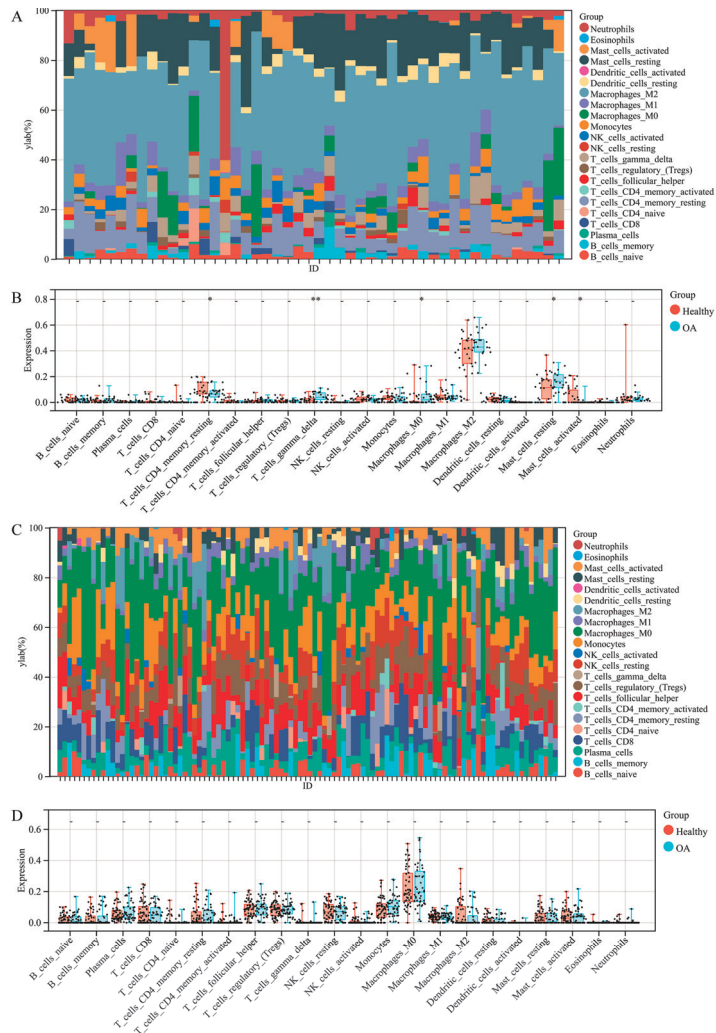 A
100
80
60
40
20
0
ylab(%)
ID
Group
Neutrophils
Eosinophils
Mast_cells_activated
Mast_cells_resting
Dendritic_cells_activated
Dendritic_cells_resting
Macrophages_M2
Macrophages_M1
Macrophages_M0
Monocytes
NK_cells_activated
NK_cells_resting
T_cells_gamma_delta
T_cells_regulatory_(Tregs)
T_cells_follicular_helper
T_cells_CD4_memory_activated
T_cells_CD4_memory_resting
T_cells_CD4_naive
T_cells_CD8
Plasma_cells
B_cells_memory
B_cells_naive
B
0.8
0.6
0.4
0.2
0.0
Expression
- - - - - * - - - ** - - - * - - - - * * - -
Group
Healthy
OA
B_cells_naive
B_cells_memory
Plasma_cells
T_cells_CD8
T_cells_CD4_naive
T_cells_CD4_memory_resting
T_cells_CD4_memory_activated
T_cells_follicular_helper
T_cells_regulatory_(Tregs)
T_cells_gamma_delta
NK_cells_resting
NK_cells_activated
Monocytes
Macrophages_M0
Macrophages_M1
Macrophages_M2
Dendritic_cells_resting
Dendritic_cells_activated
Mast_cells_resting
Mast_cells_activated
Eosinophils
Neutrophils
C
100
80
60
40
20
0
ylab(%)
ID
Group
Neutrophils
Eosinophils
Mast_cells_activated
Mast_cells_resting
Dendritic_cells_activated
Dendritic_cells_resting
Macrophages_M2
Macrophages_M1
Macrophages_M0
Monocytes
NK_cells_activated
NK_cells_resting
T_cells_gamma_delta
T_cells_regulatory_(Tregs)
T_cells_follicular_helper
T_cells_CD4_memory_activated
T_cells_CD4_memory_resting
T_cells_CD4_naive
T_cells_CD8
Plasma_cells
B_cells_memory
B_cells_naive
D
0.6
0.4
0.2
0.0
Expression
- - - - - - - - - - - - - - - - - - - - - -
Group
Healthy
OA
B_cells_naive
B_cells_memory
Plasma_cells
T_cells_CD8
T_cells_CD4_naive
T_cells_CD4_memory_resting
T_cells_CD4_memory_activated
T_cells_follicular_helper
T_cells_regulatory_(Tregs)
T_cells_gamma_delta
NK_cells_resting
NK_cells_activated
Monocytes
Macrophages_M0
Macrophages_M1
Macrophages_M2
Dendritic_cells_resting
Dendritic_cells_activated
Mast_cells_resting
Mast_cells_activated
Eosinophils
Neutrophils